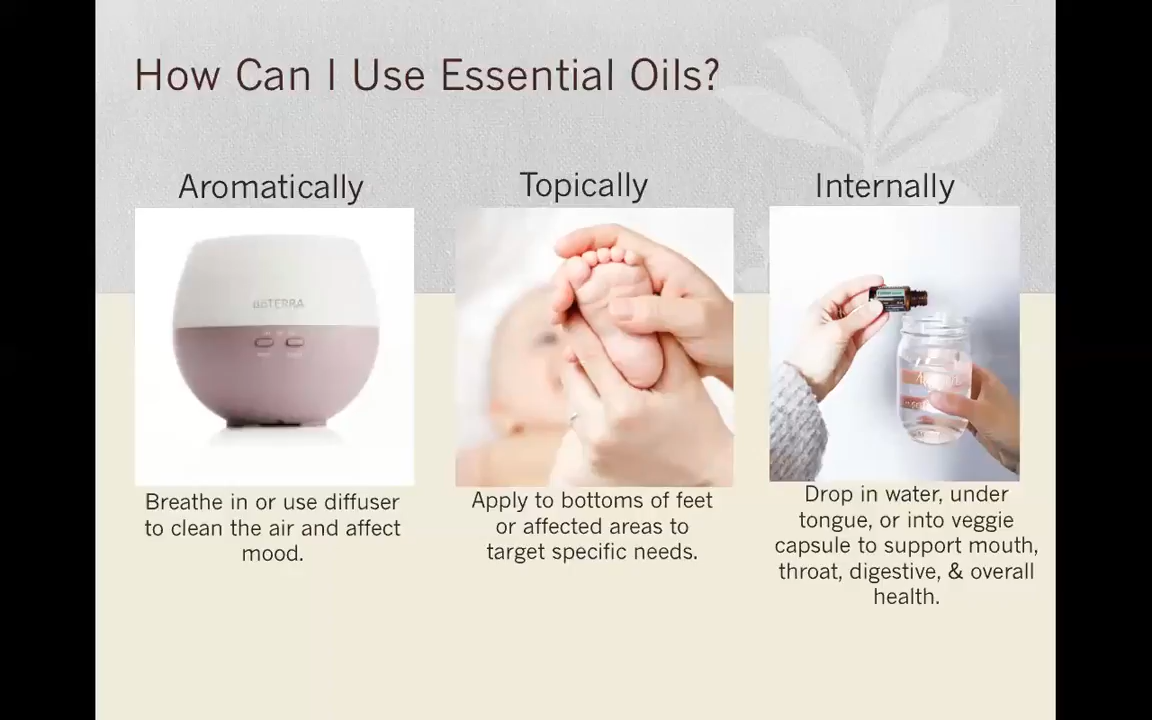 How Can I Use Essential Oils?
Aromatically
Topically
Internally
dōTERRA
Breathe in or use diffuser
to clean the air and affect
mood.
Apply to bottoms of feet
or affected areas to
target specific needs.
Drop in water, under
tongue, or into veggie
capsule to support mouth,
throat, digestive, & overall
health.